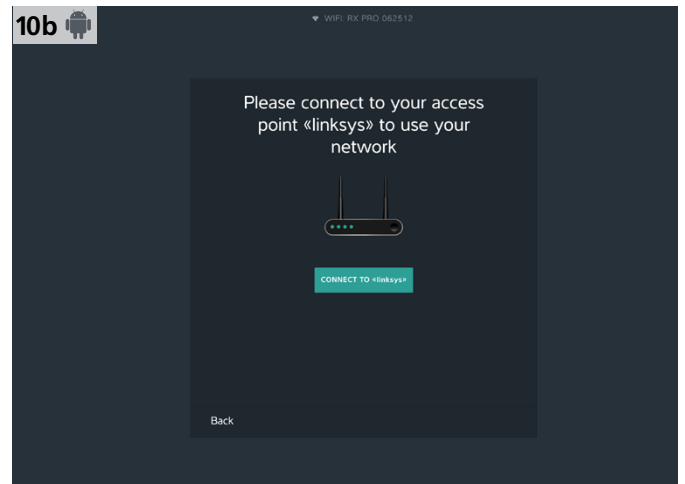 10b
WIFI: RX PRO 062512
Please connect to your access
point «linksys» to use your
network
CONNECT TO «linksys»
Back